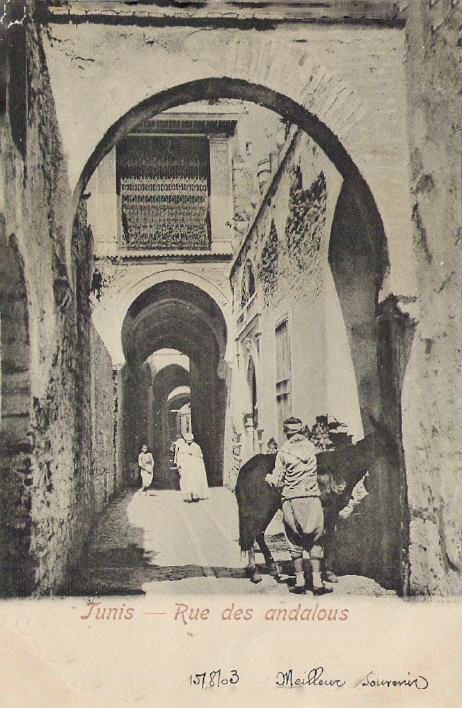 Tunis — Rue des andalous
15/8/03 Meilleur souvenir